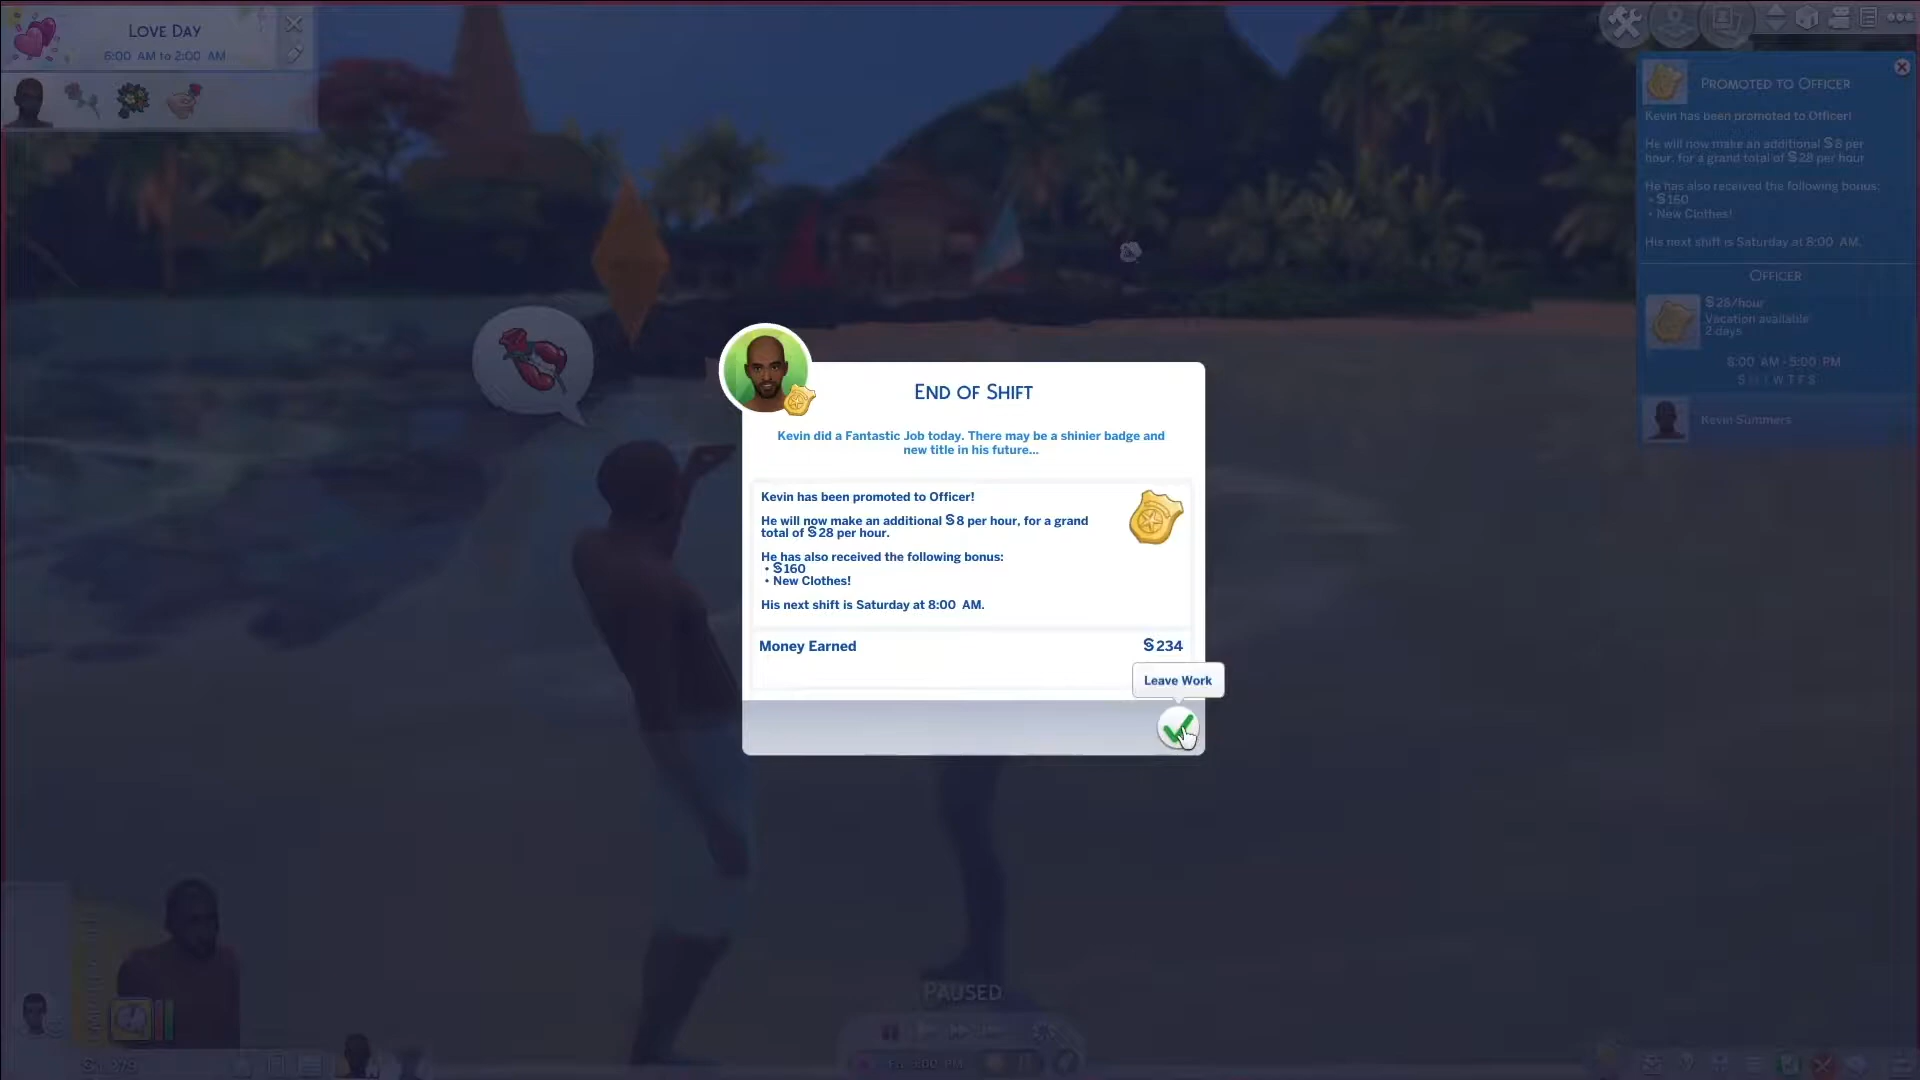 LOVE DAY
6:00 AM to 2:00 AM
PROMOTED TO OFFICER
Kevin has been promoted to Officer!
He will now make an additional §8 per
hour, for a grand total of §28 per hour
He has also received the following bonus:
• §160
• New Clothes!
His next shift is Saturday at 8:00 AM.
OFFICER
§28/hour
Vacation available
2 days
8:00 AM - 5:00 PM
S M T W T F S
Kevin Summers
END OF SHIFT
Kevin did a Fantastic Job today. There may be a shinier badge and
new title in his future...
Kevin has been promoted to Officer!
He will now make an additional §8 per hour, for a grand
total of §28 per hour.
He has also received the following bonus:
• §160
• New Clothes!
His next shift is Saturday at 8:00 AM.
Money Earned §234
Leave Work
PAUSED